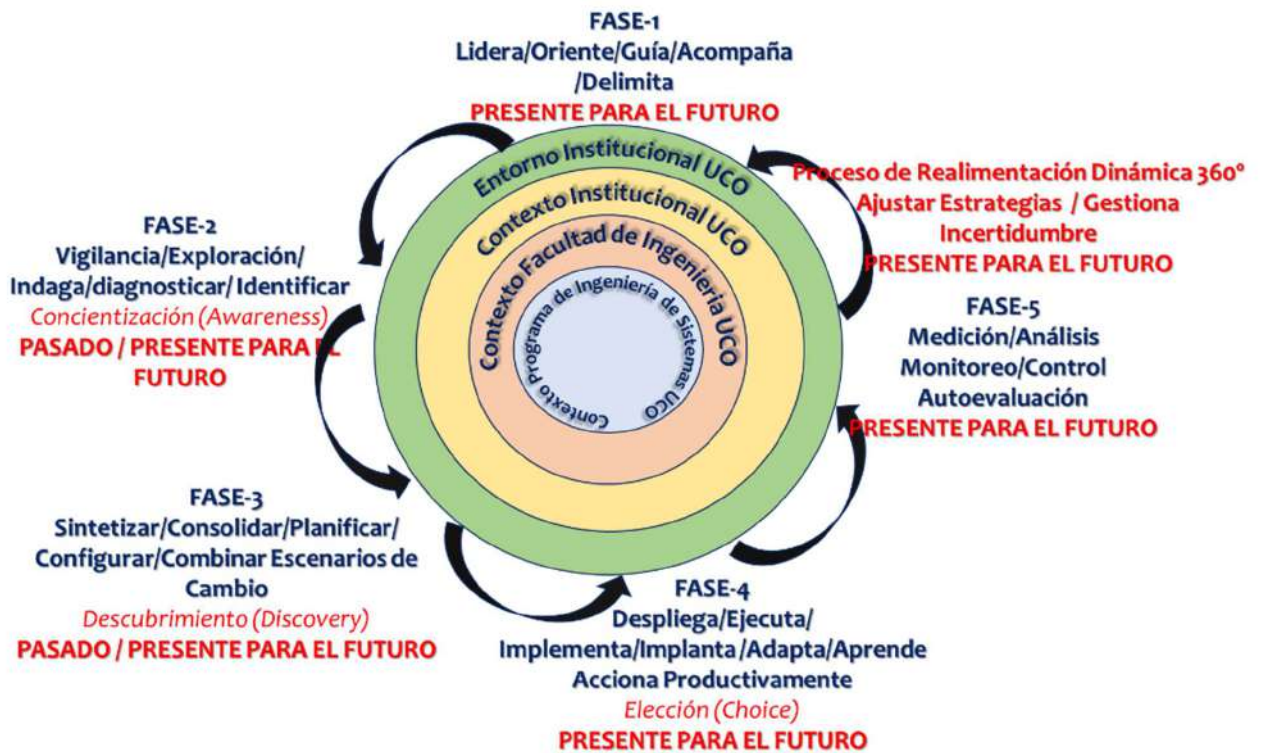 FASE-1
Lidera/Oriente/Guía/Acompaña
/Delimita
PRESENTE PARA EL FUTURO
Entorno Institucional UCO
Contexto Institucional UCO
Contexto Facultad de Ingenieria UCO
Contexto Programa de Ingeniería de Sistemas UCO
Proceso de Realimentación Dinámica 360°
Ajustar Estrategias / Gestiona
Incertidumbre
PRESENTE PARA EL FUTURO
FASE-2
Vigilancia/Exploración/
Indaga/diagnosticar/ Identificar
Concientización (Awareness)
PASADO / PRESENTE PARA EL
FUTURO
FASE-5
Medición/Análisis
Monitoreo/Control
Autoevaluación
PRESENTE PARA EL FUTURO
FASE-3
Sintetizar/Consolidar/Planificar/
Configurar/Combinar Escenarios de
Cambio
Descubrimiento (Discovery)
PASADO / PRESENTE PARA EL FUTURO
FASE-4
Despliega/Ejecuta/
Implementa/Implanta /Adapta/Aprende
Acciona Productivamente
Elección (Choice)
PRESENTE PARA EL FUTURO